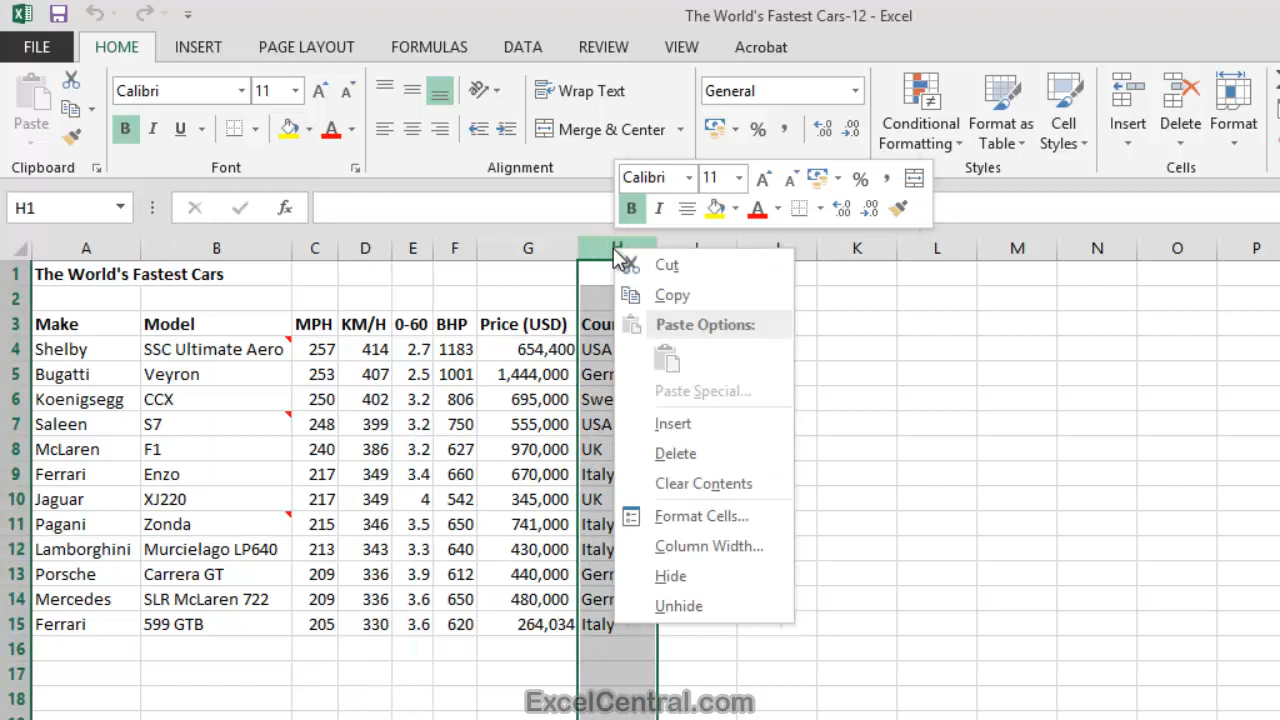 The World's Fastest Cars-12 - Excel
FILE HOME INSERT PAGE LAYOUT FORMULAS DATA REVIEW VIEW Acrobat
Calibri 11 Wrap Text General
Paste B I U Merge & Center % , Conditional Formatting Format as Table Cell Styles Insert Delete Format
Clipboard Font Alignment Styles Cells
Calibri 11 % ,
B I
H1 fx
A B C D E F G H K L M N O P
1 The World's Fastest Cars
2
3 Make Model MPH KM/H 0-60 BHP Price (USD)
4 Shelby SSC Ultimate Aero 257 414 2.7 1183 654,400 USA
5 Bugatti Veyron 253 407 2.5 1001 1,444,000 Gern
6 Koenigsegg CCX 250 402 3.2 806 695,000 Swe
7 Saleen S7 248 399 3.2 750 555,000 USA
8 McLaren F1 240 386 3.2 627 970,000 UK
9 Ferrari Enzo 217 349 3.4 660 670,000 Italy
10 Jaguar XJ220 217 349 4 542 345,000 UK
11 Pagani Zonda 215 346 3.5 650 741,000 Italy
12 Lamborghini Murcielago LP640 213 343 3.3 640 430,000 Italy
13 Porsche Carrera GT 209 336 3.9 612 440,000 Gern
14 Mercedes SLR McLaren 722 209 336 3.6 650 480,000 Gern
15 Ferrari 599 GTB 205 330 3.6 620 264,034 Italy
16
17
18
Cut
Copy
Paste Options:
Paste Special...
Insert
Delete
Clear Contents
Format Cells...
Column Width...
Hide
Unhide
ExcelCentral.com